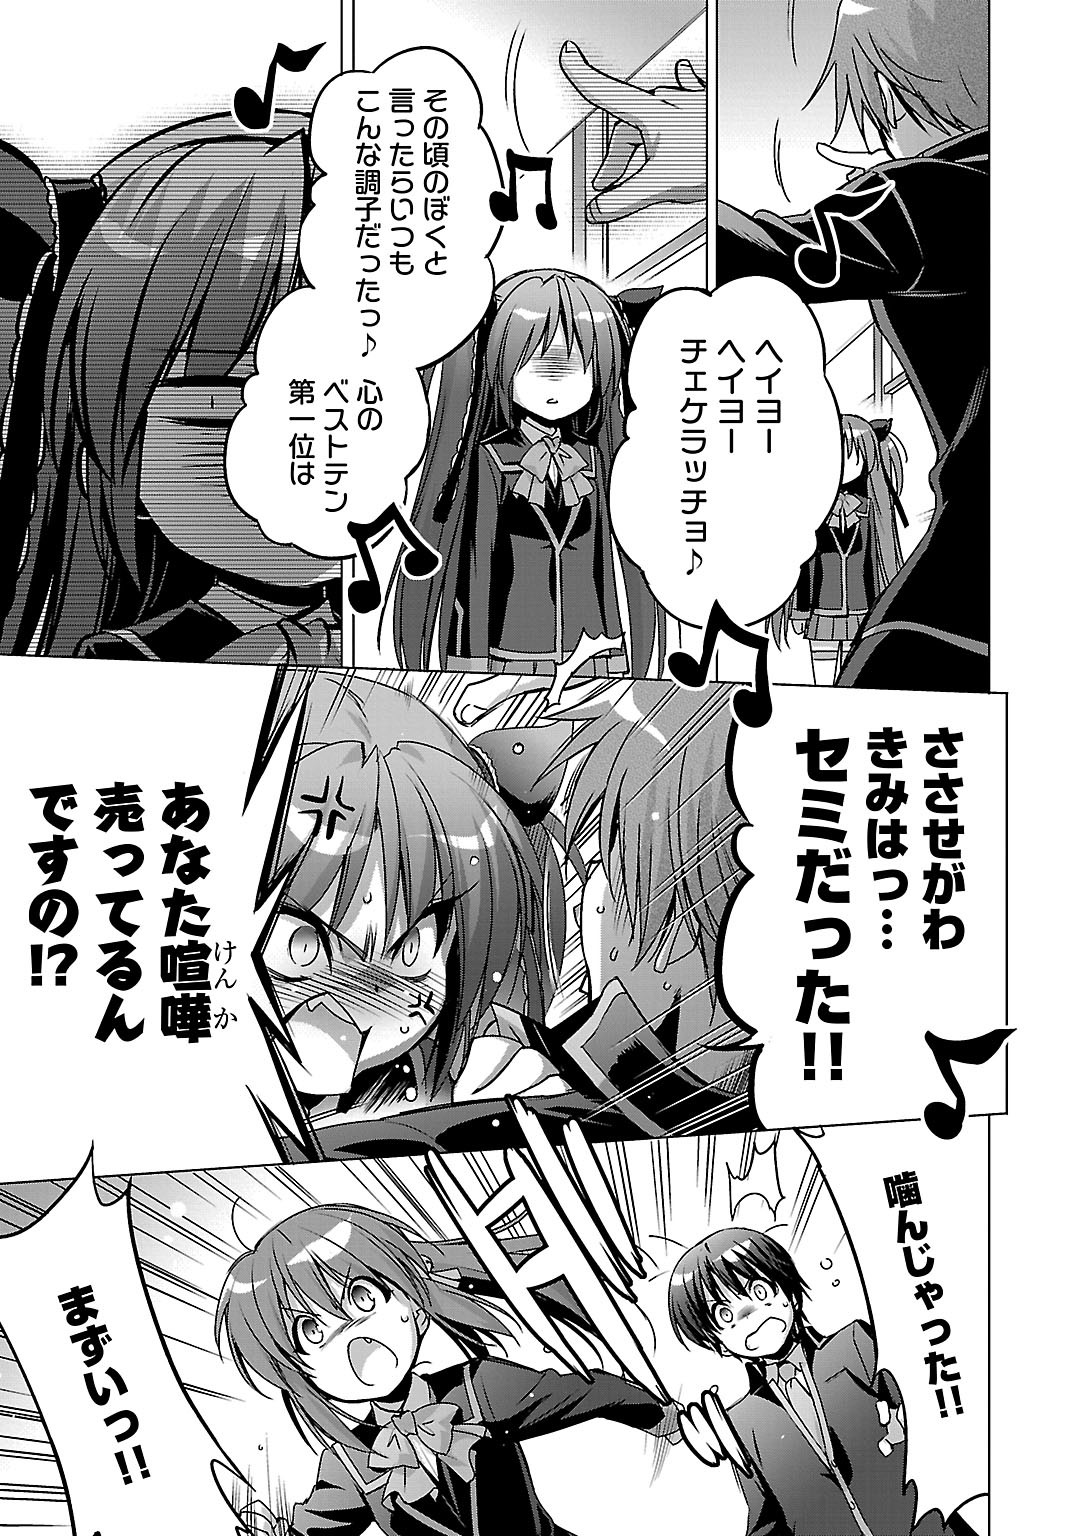 ヘイヨー
ヘイヨー
チェケラッチョ♪
その頃のぼくと
言ったらいつも
こんな調子だったっ♪
心の
ベストテン
第一位は
ささせがわ
きみはっ…
セミだった!!
あなた喧嘩
けんか
売ってるん
ですの!?
噛んじゃった!!
まずいっ!!